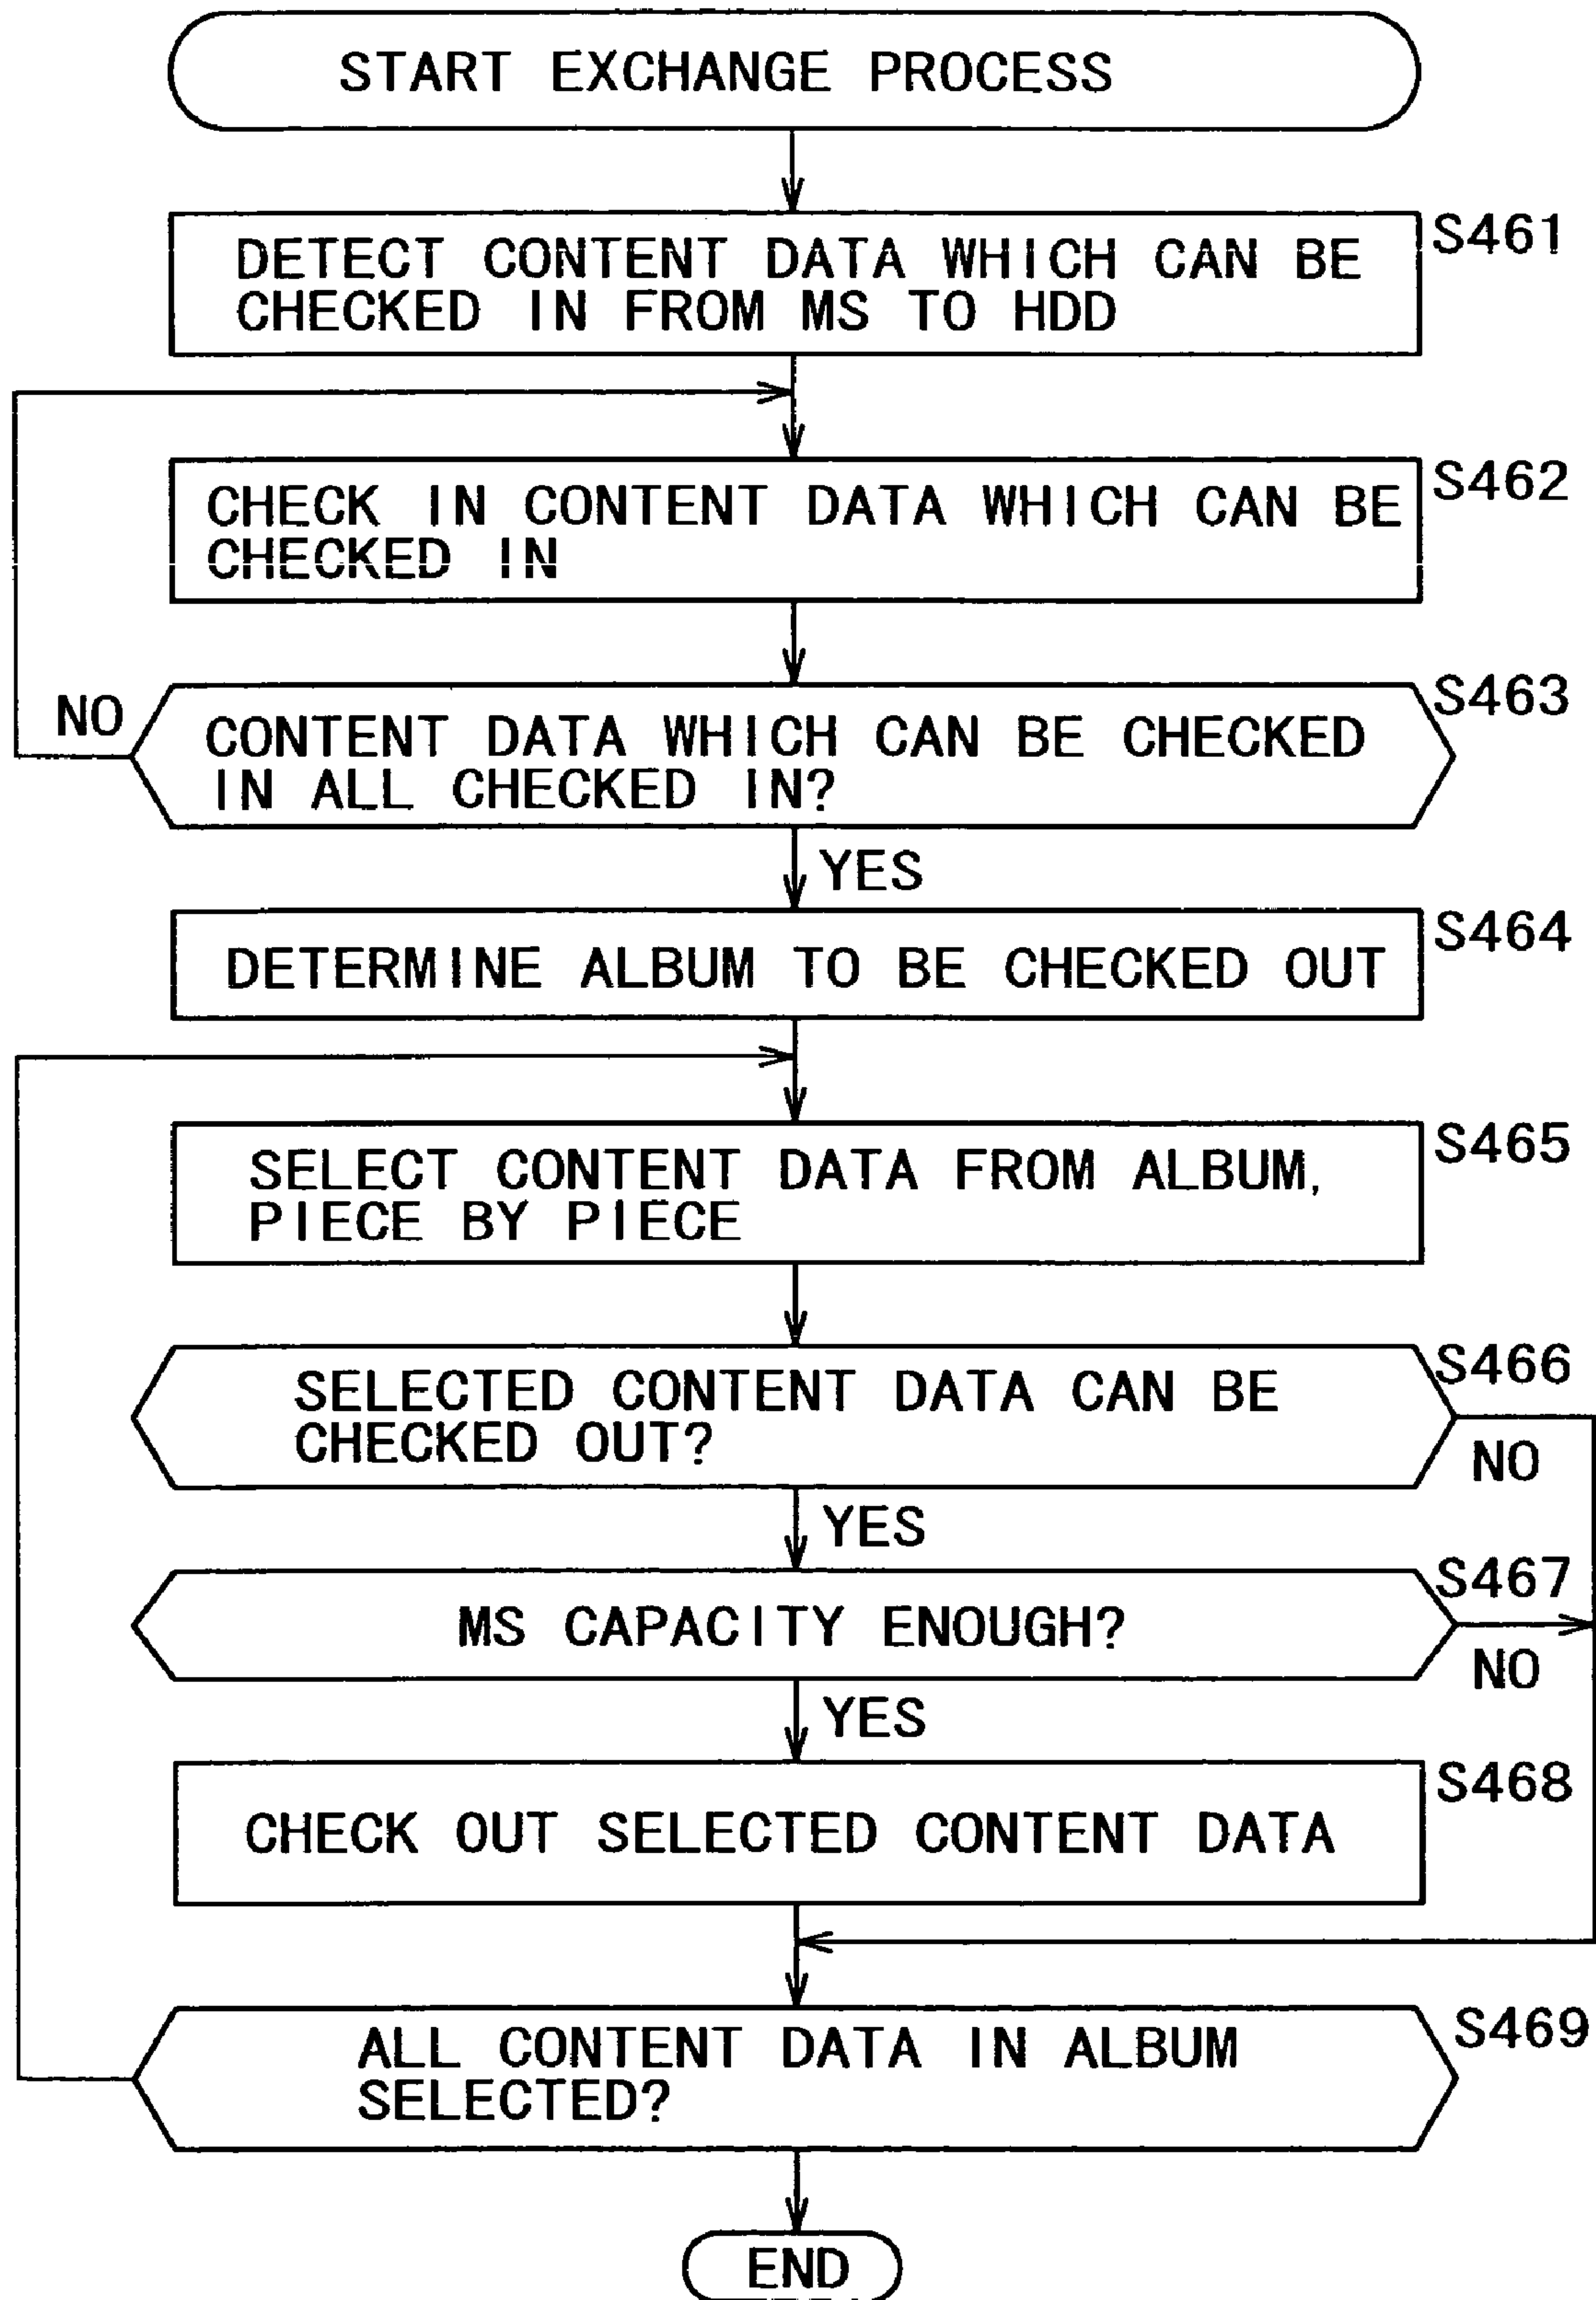 START EXCHANGE PROCESS
S461
DETECT CONTENT DATA WHICH CAN BE
CHECKED IN FROM MS TO HDD
S462
CHECK IN CONTENT DATA WHICH CAN BE
CHECKED IN
S463
NO
CONTENT DATA WHICH CAN BE CHECKED
IN ALL CHECKED IN?
YES
S464
DETERMINE ALBUM TO BE CHECKED OUT
S465
SELECT CONTENT DATA FROM ALBUM,
PIECE BY PIECE
S466
SELECTED CONTENT DATA CAN BE
CHECKED OUT?
NO
YES
S467
MS CAPACITY ENOUGH?
NO
YES
S468
CHECK OUT SELECTED CONTENT DATA
S469
ALL CONTENT DATA IN ALBUM
SELECTED?
END